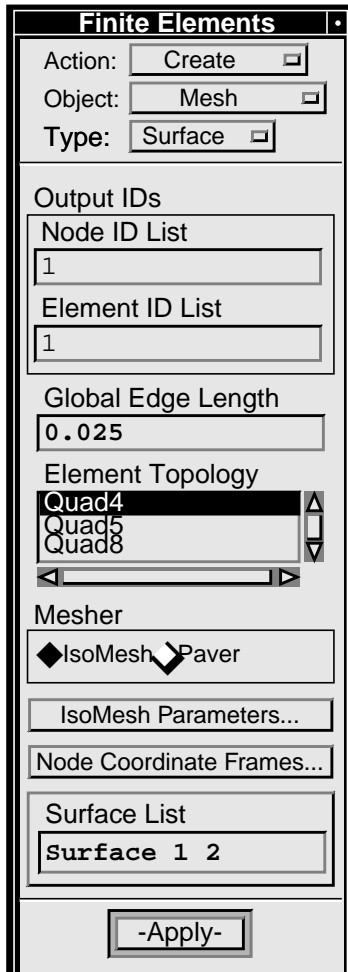 Finite Elements
Action: Create
Object: Mesh
Type: Surface
Output IDs
Node ID List
1
Element ID List
1
Global Edge Length
0.025
Element Topology
Quad4
Quad5
Quad8
Mesher
IsoMesh Paver
IsoMesh Parameters...
Node Coordinate Frames...
Surface List
Surface 1 2
-Apply-